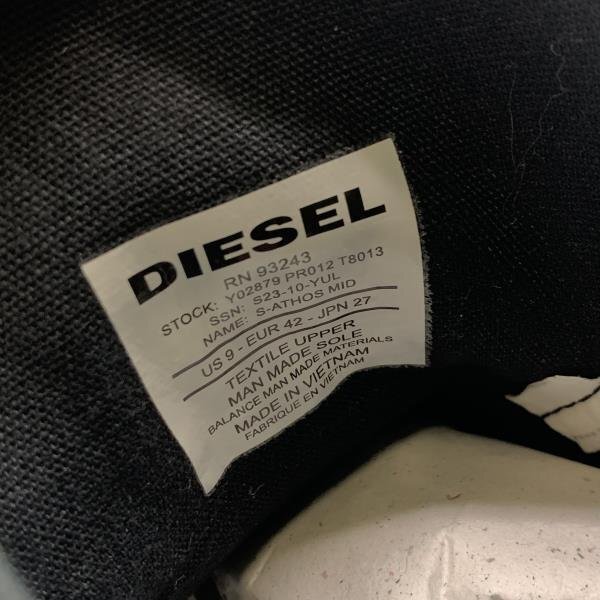 DIESEL
RN 93243
STOCK: Y02879 PR012 T8013
SSN: S23-10-YUL
NAME: S-ATHOS MID
US 9 - EUR 42 - JPN 27
TEXTILE UPPER
MAN MADE SOLE
BALANCE MAN MADE MATERIALS
MADE IN VIETNAM
FABRIQUE EN VIETNAM